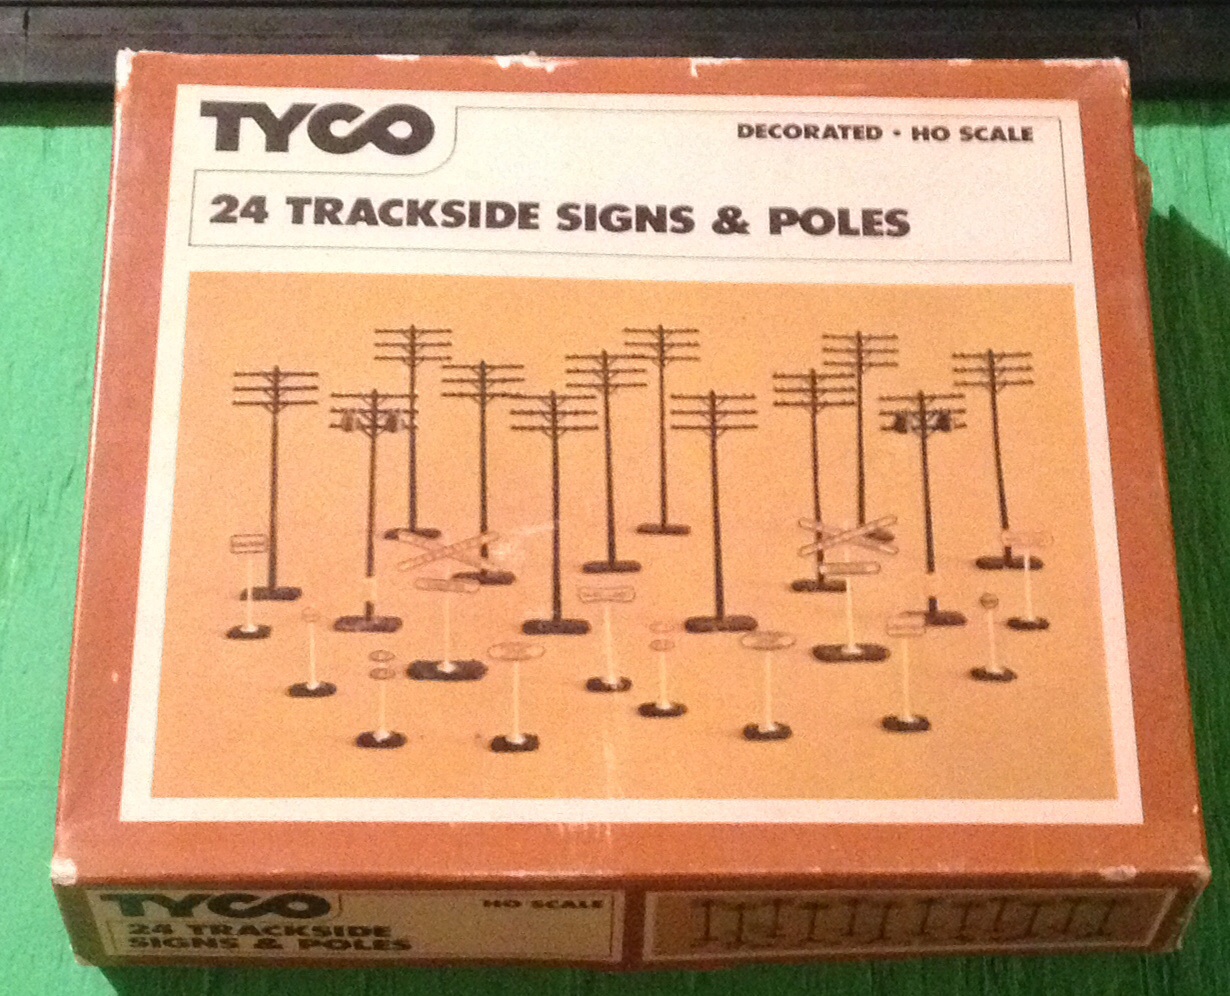 TYCO
DECORATED • HO SCALE
24 TRACKSIDE SIGNS & POLES
TYCO
HO SCALE
24 TRACKSIDE
SIGNS & POLES